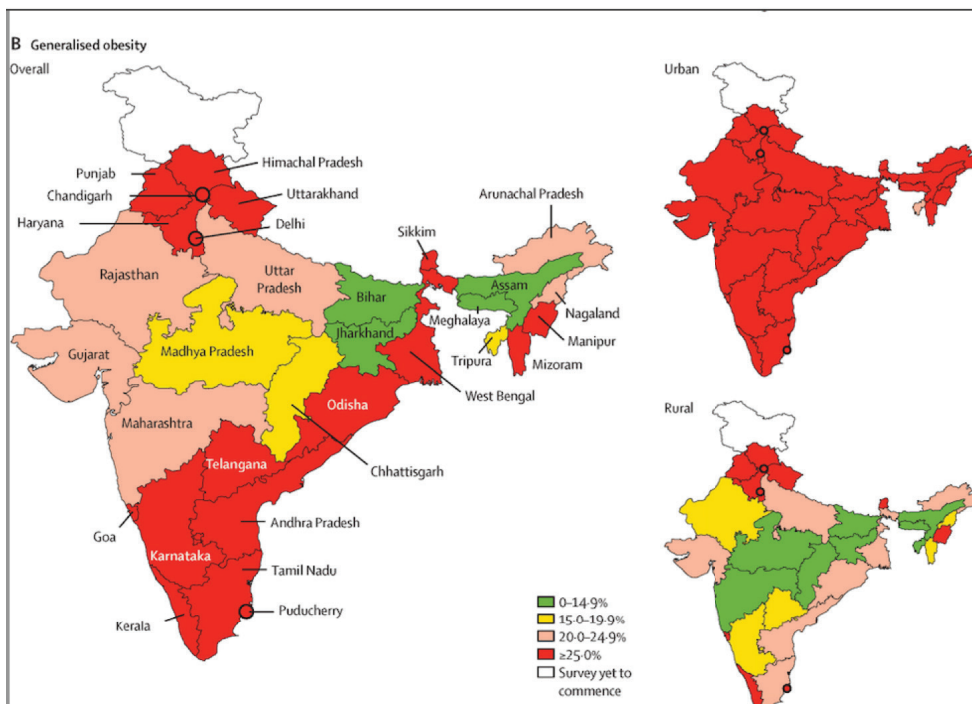 B Generalised obesity
Overall
Urban
Himachal Pradesh
Punjab
Chandigarh
Uttarakhand
Arunachal Pradesh
Haryana
Delhi
Sikkim
Rajasthan
Uttar
Pradesh
Assam
Bihar
Nagaland
Meghalaya
Jharkhand
Manipur
Gujarat
Madhya Pradesh
Tripura
Mizoram
West Bengal
Odisha
Rural
Maharashtra
Telangana
Chhattisgarh
Andhra Pradesh
Goa
Karnataka
Tamil Nadu
Puducherry
Kerala
0–14·9%
15·0–19·9%
20·0–24·9%
≥25·0%
Survey yet to
commence